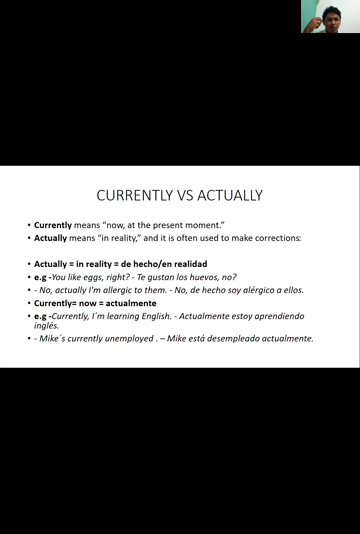 CURRENTLY VS ACTUALLY
• Currently means “now, at the present moment.”
• Actually means “in reality,” and it is often used to make corrections:
• Actually = in reality = de hecho/en realidad
• e.g -You like eggs, right? - Te gustan los huevos, no?
• - No, actually I'm allergic to them. - No, de hecho soy alérgico a ellos.
• Currently= now = actualmente
• e.g -Currently, I´m learning English. - Actualmente estoy aprendiendo
inglés.
• - Mike´s currently unemployed . – Mike está desempleado actualmente.